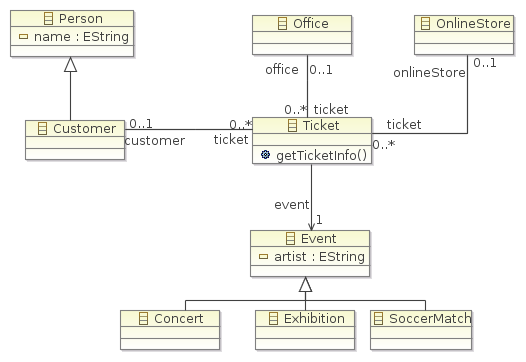 Person
name : EString
Office
OnlineStore
office
0..1
0..1
onlineStore
0..* ticket
Customer
0..1
customer
0..*
ticket
Ticket
getTicketInfo()
ticket
0..*
event
1
Event
artist : EString
Concert
Exhibition
SoccerMatch